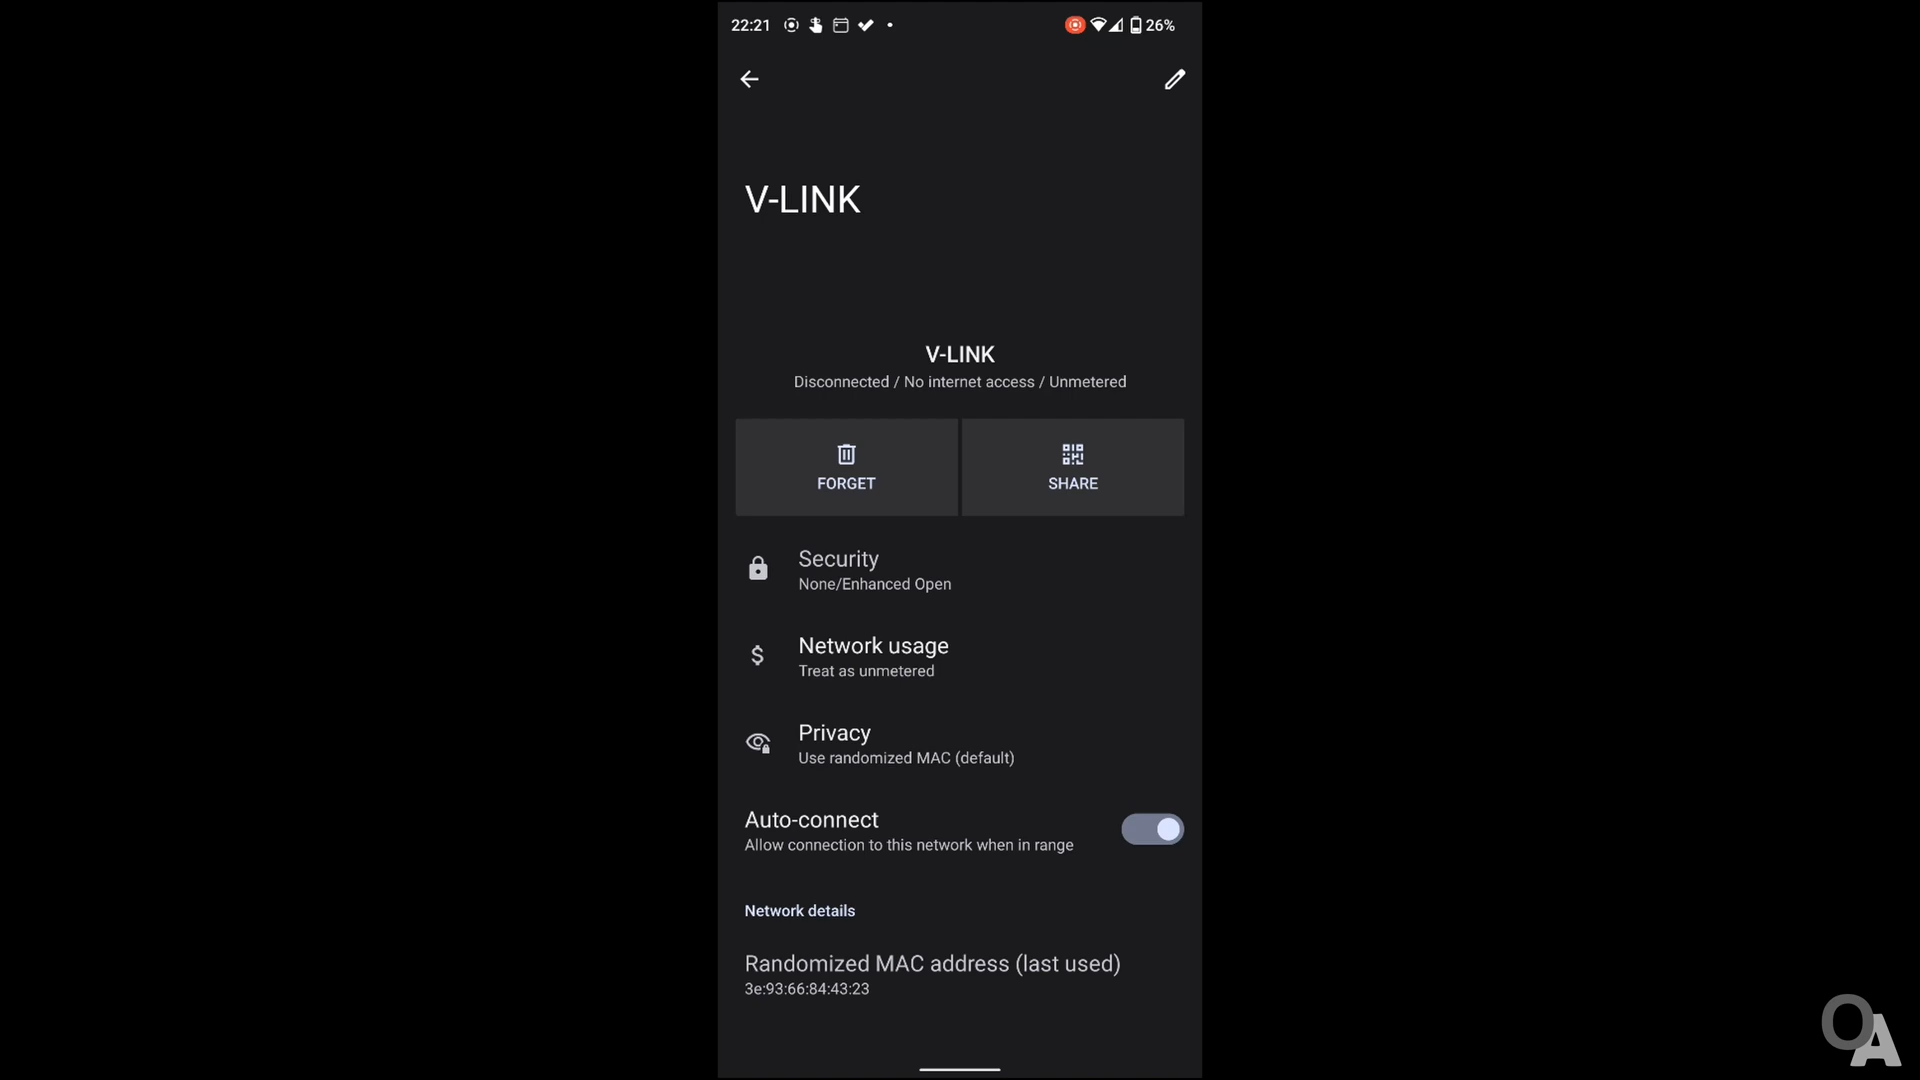 22:21
26%
V-LINK
V-LINK
Disconnected / No internet access / Unmetered
FORGET
SHARE
Security
None/Enhanced Open
$
Network usage
Treat as unmetered
Privacy
Use randomized MAC (default)
Auto-connect
Allow connection to this network when in range
Network details
Randomized MAC address (last used)
3e:93:66:84:43:23
OA